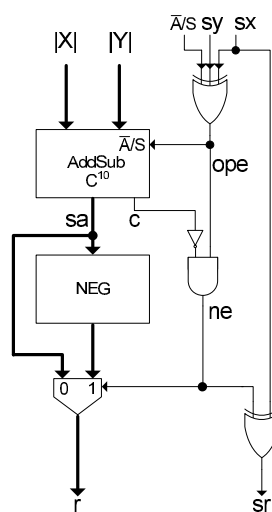 |X| |Y| A̅/S sy sx
A̅/S
AddSub
C¹⁰
ope
sa c
NEG
ne
0 1
r sr